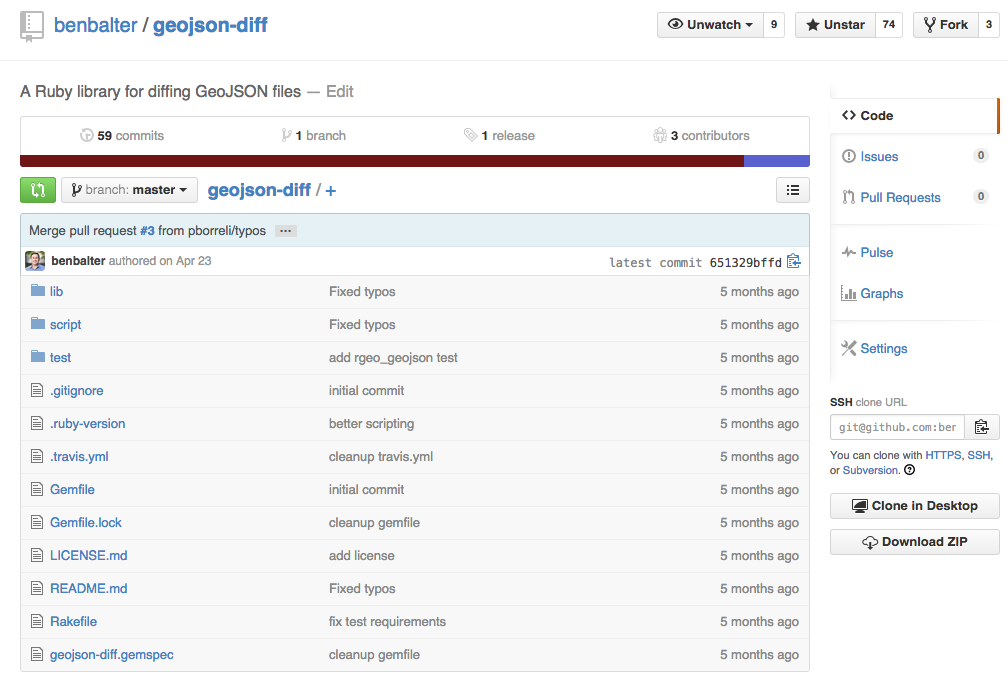 benbalter / geojson-diff
Unwatch 9 Unstar 74 Fork 3
A Ruby library for diffing GeoJSON files — Edit
59 commits 1 branch 1 release 3 contributors
branch: master geojson-diff / +
Merge pull request #3 from pborreli/typos ...
benbalter authored on Apr 23 latest commit 651329bffd
lib Fixed typos 5 months ago
script Fixed typos 5 months ago
test add rgeo_geojson test 5 months ago
.gitignore initial commit 5 months ago
.ruby-version better scripting 5 months ago
.travis.yml cleanup travis.yml 5 months ago
Gemfile initial commit 5 months ago
Gemfile.lock cleanup gemfile 5 months ago
LICENSE.md add license 5 months ago
README.md Fixed typos 5 months ago
Rakefile fix test requirements 5 months ago
geojson-diff.gemspec cleanup gemfile 5 months ago
<> Code
Issues 0
Pull Requests 0
Pulse
Graphs
Settings
SSH clone URL
git@github.com:ber
You can clone with HTTPS, SSH,
or Subversion. ?
Clone in Desktop
Download ZIP